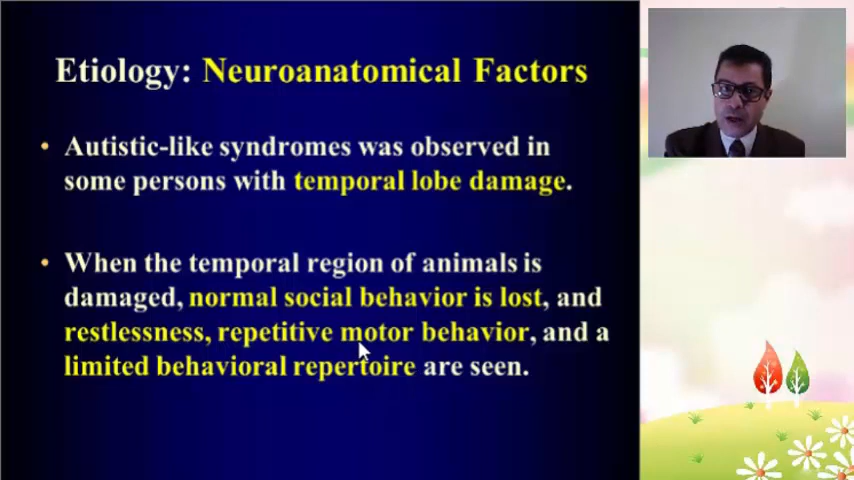 Etiology: Neuroanatomical Factors
• Autistic-like syndromes was observed in
some persons with temporal lobe damage.
• When the temporal region of animals is
damaged, normal social behavior is lost, and
restlessness, repetitive motor behavior, and a
limited behavioral repertoire are seen.